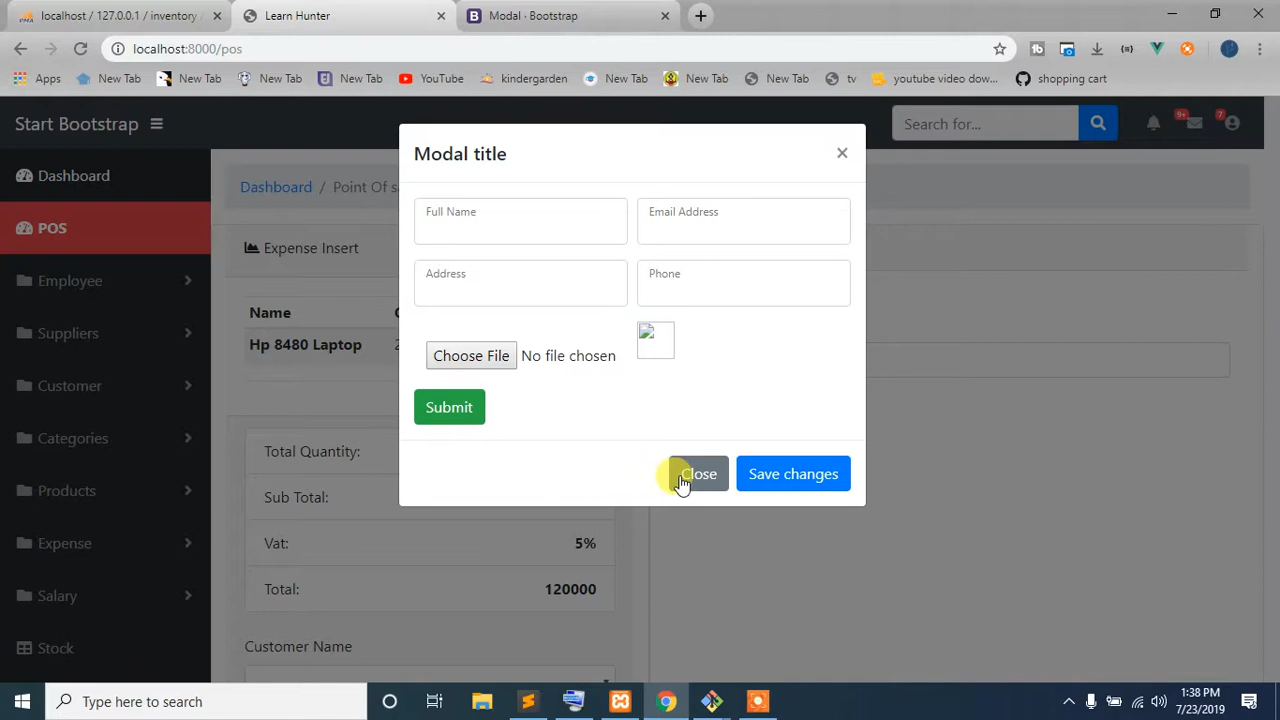 localhost / 127.0.0.1 / inventory
Learn Hunter
Modal · Bootstrap
localhost:8000/pos
Apps
New Tab
New Tab
New Tab
New Tab
YouTube
kindergarden
New Tab
New Tab
New Tab
tv
youtube video dow...
shopping cart
Start Bootstrap
Search for...
9+
7
Dashboard
POS
Employee
Suppliers
Customer
Categories
Products
Expense
Salary
Stock
Dashboard / Point Of s
Expense Insert
Name
Hp 8480 Laptop
Total Quantity:
Sub Total:
Vat: 5%
Total: 120000
Customer Name
Modal title
×
Full Name
Email Address
Address
Phone
Choose File No file chosen
Submit
Close
Save changes
Type here to search
1:38 PM
7/23/2019